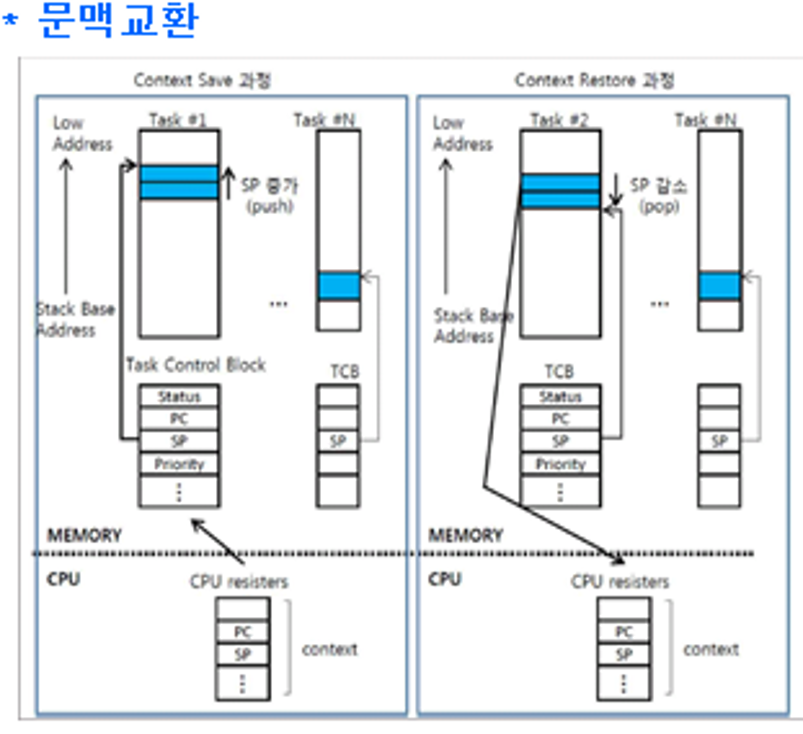 * 문맥교환
Context Save 과정
Low
Address
Task #1
Task #N
SP 증가
(push)
...
Stack Base
Address
Task Control Block
TCB
Status
PC
SP
Priority
⋮
SP
MEMORY
CPU
CPU resisters
PC
SP
⋮
context
Context Restore 과정
Low
Address
Task #2
Task #N
SP 감소
(pop)
...
Stack Base
Address
TCB
Status
PC
SP
Priority
⋮
SP
MEMORY
CPU
CPU resisters
PC
SP
⋮
context